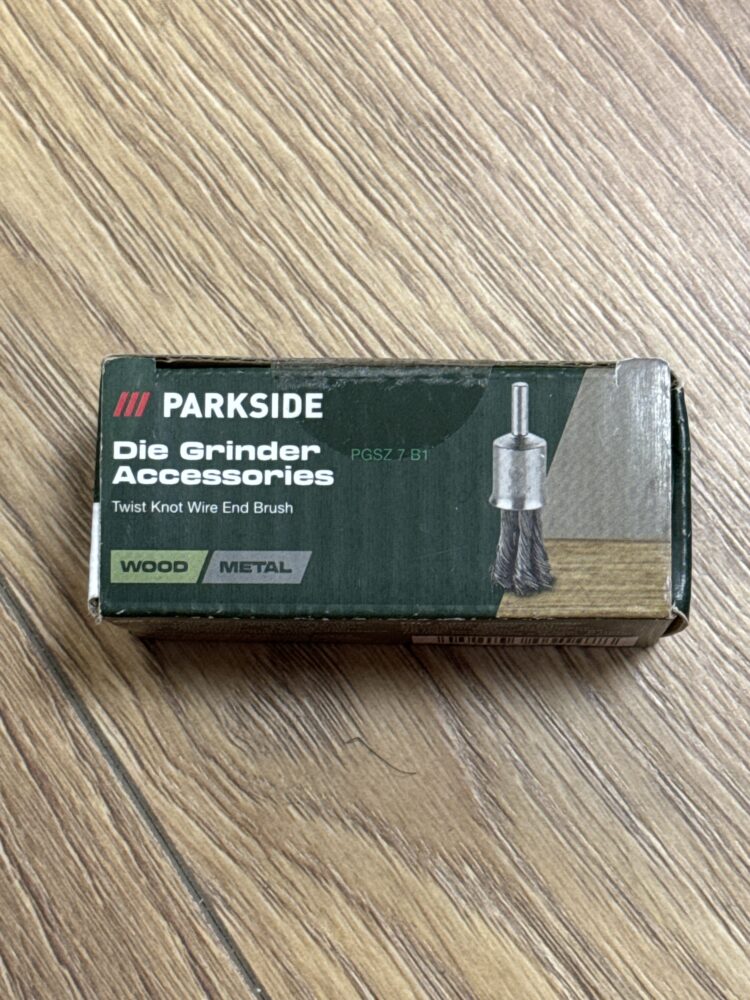 PARKSIDE
Die Grinder
Accessories
PGSZ 7 B1
Twist Knot Wire End Brush
WOOD METAL